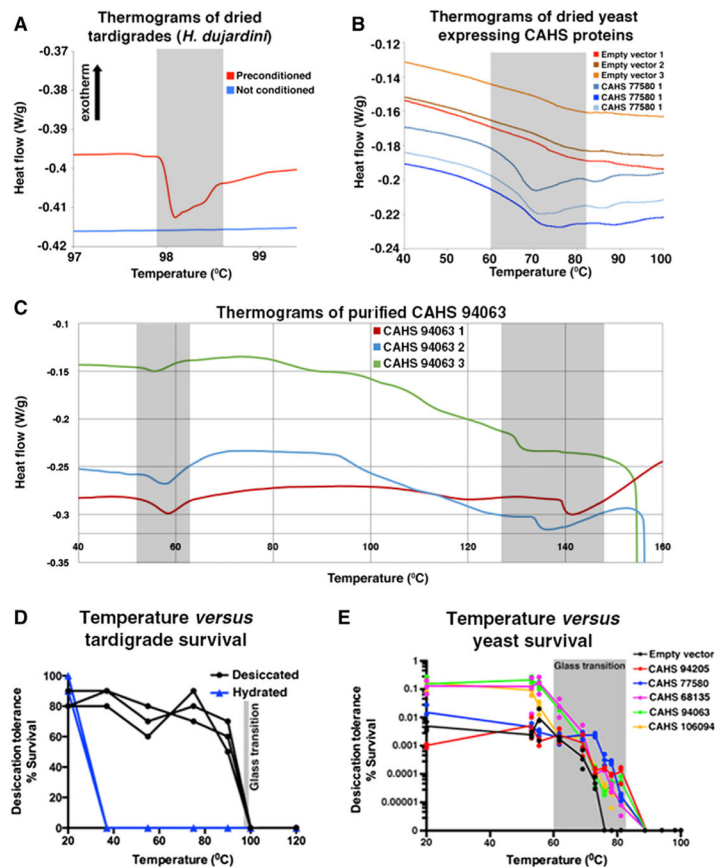 A
Thermograms of dried
tardigrades (H. dujardini)
-0.37
-0.38
-0.39
-0.4
-0.41
-0.42
Heat flow (W/g)
exotherm
Preconditioned
Not conditioned
97
98
99
Temperature (⁰C)
B
Thermograms of dried yeast
expressing CAHS proteins
-0.12
-0.14
-0.16
-0.18
-0.2
-0.22
-0.24
Heat flow (W/g)
Empty vector 1
Empty vector 2
Empty vector 3
CAHS 77580 1
CAHS 77580 1
CAHS 77580 1
40
50
60
70
80
90
100
Temperature (⁰C)
C
Thermograms of purified CAHS 94063
-0.1
-0.15
-0.2
-0.25
-0.3
-0.35
Heat flow (W/g)
CAHS 94063 1
CAHS 94063 2
CAHS 94063 3
40
60
80
100
120
140
160
Temperature (⁰C)
D
Temperature versus
tardigrade survival
100
80
60
40
20
0
Desiccation tolerance
% Survival
Desiccated
Hydrated
Glass transition
20
40
60
80
100
120
Temperature (⁰C)
E
Temperature versus
yeast survival
1
0.1
0.01
0.001
0.0001
0.00001
0
Desiccation tolerance
% Survival
Glass transition
Empty vector
CAHS 94205
CAHS 77580
CAHS 68135
CAHS 94063
CAHS 106094
20
40
60
80
100
Temperature (⁰C)